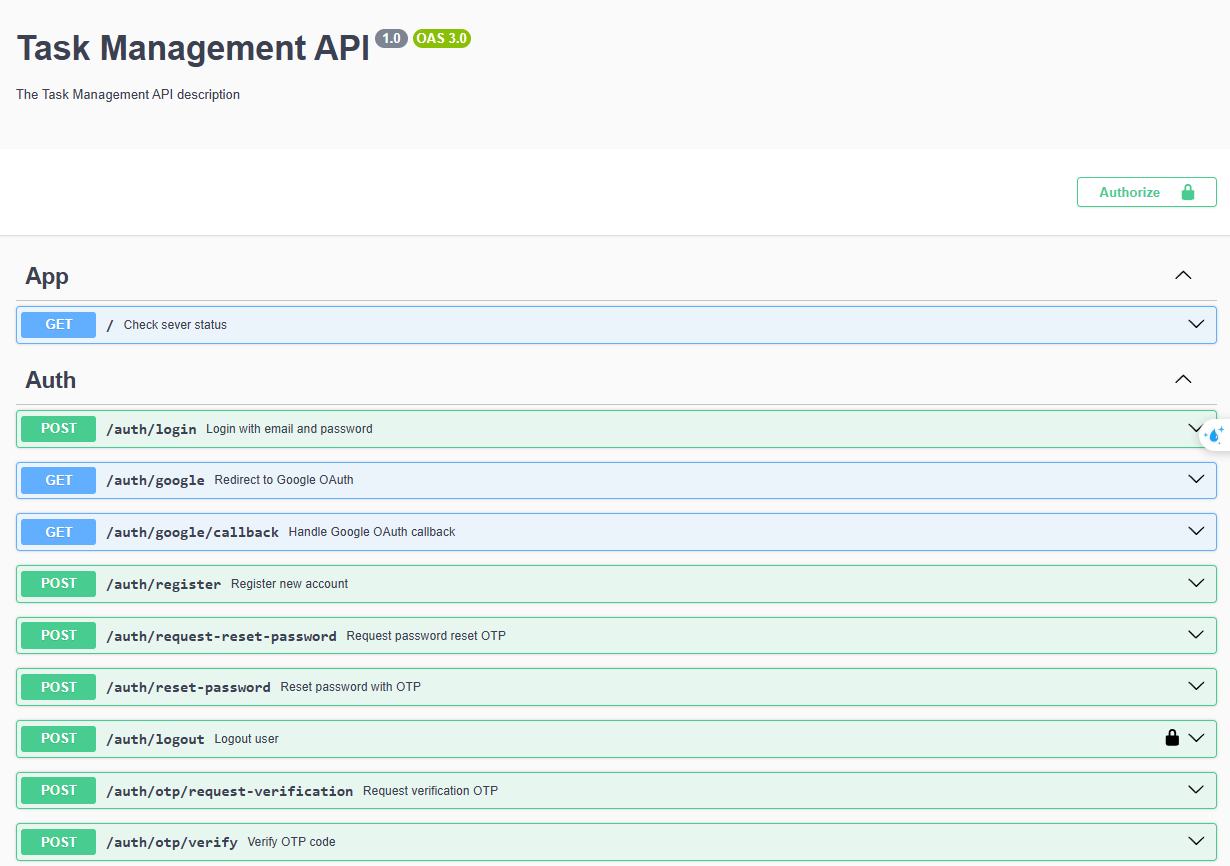 Task Management API 1.0 OAS 3.0
The Task Management API description
Authorize
App
GET / Check sever status
Auth
POST /auth/login Login with email and password
GET /auth/google Redirect to Google OAuth
GET /auth/google/callback Handle Google OAuth callback
POST /auth/register Register new account
POST /auth/request-reset-password Request password reset OTP
POST /auth/reset-password Reset password with OTP
POST /auth/logout Logout user
POST /auth/otp/request-verification Request verification OTP
POST /auth/otp/verify Verify OTP code